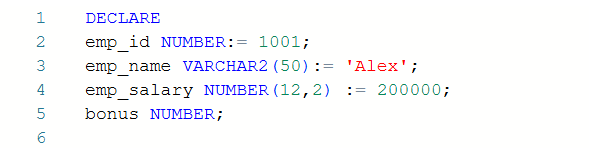 1 DECLARE
2 emp_id NUMBER:= 1001;
3 emp_name VARCHAR2(50):= 'Alex';
4 emp_salary NUMBER(12,2) := 200000;
5 bonus NUMBER;
6